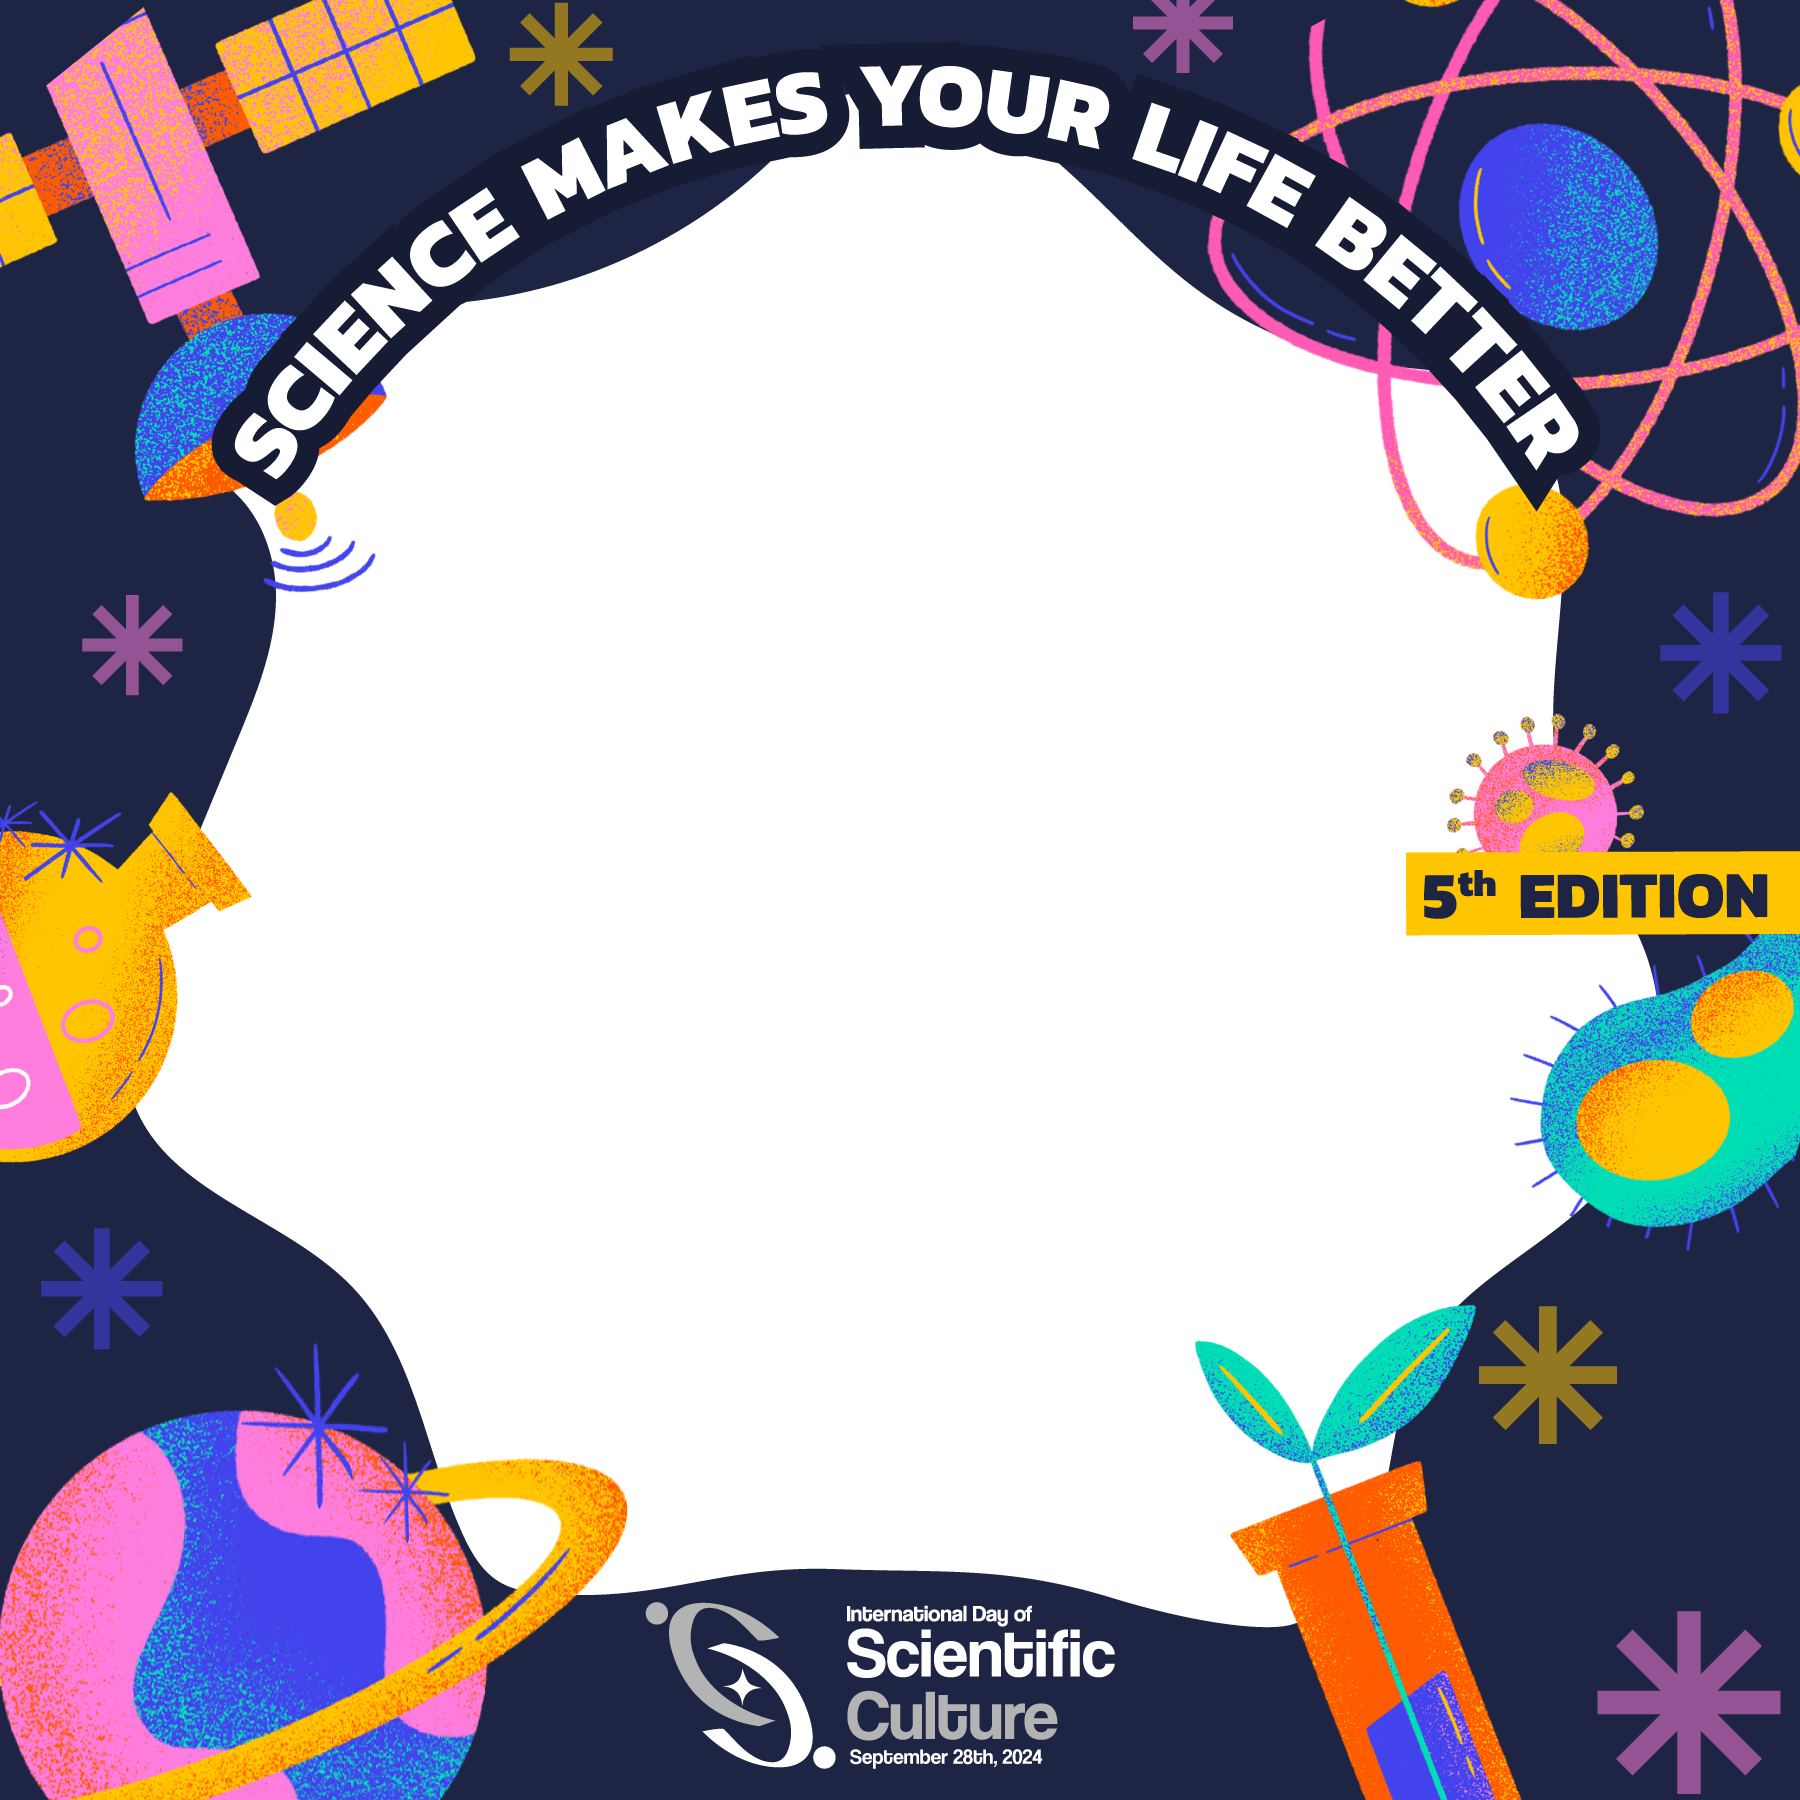 SCIENCE MAKES YOUR LIFE BETTER
5th EDITION
International Day of
Scientific
Culture
September 28th, 2024